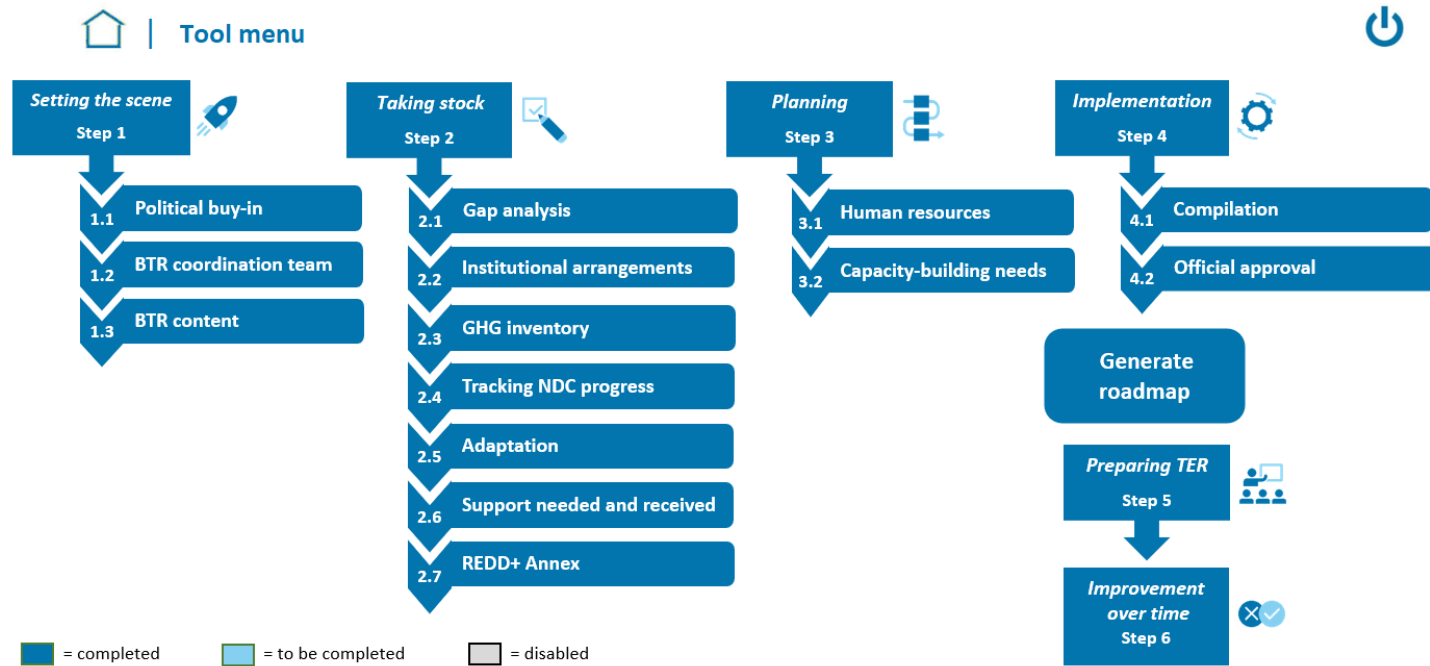 Tool menu
Setting the scene
Step 1
1.1 Political buy-in
1.2 BTR coordination team
1.3 BTR content
Taking stock
Step 2
2.1 Gap analysis
2.2 Institutional arrangements
2.3 GHG inventory
2.4 Tracking NDC progress
2.5 Adaptation
2.6 Support needed and received
2.7 REDD+ Annex
Planning
Step 3
3.1 Human resources
3.2 Capacity-building needs
Implementation
Step 4
4.1 Compilation
4.2 Official approval
Generate
roadmap
Preparing TER
Step 5
Improvement
over time
Step 6
= completed
= to be completed
= disabled